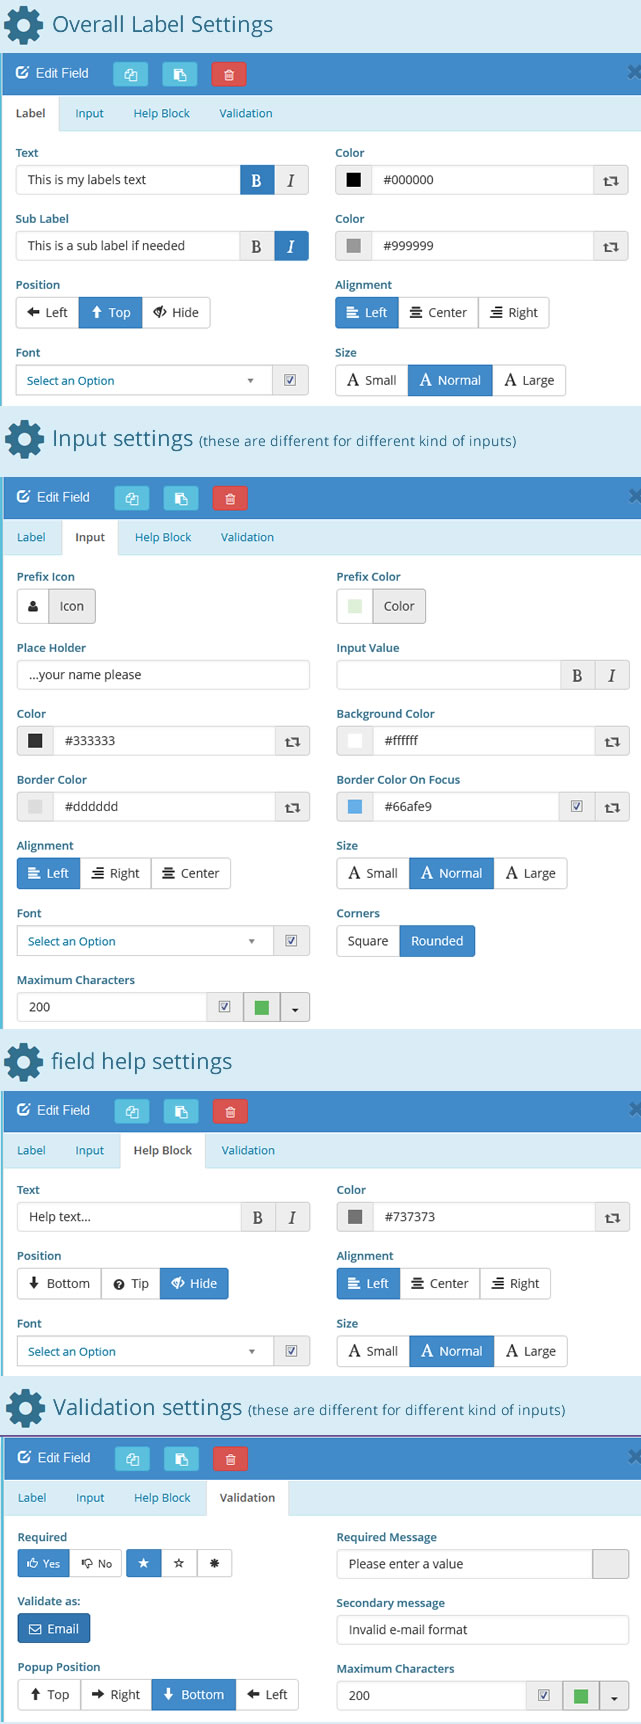 Overall Label Settings
Edit Field
Label Input Help Block Validation
Text Color
This is my labels text B I #000000
Sub Label Color
This is a sub label if needed B I #999999
Position Alignment
Left Top Hide Left Center Right
Font Size
Select an Option A Small A Normal A Large
Input settings (these are different for different kind of inputs)
Edit Field
Label Input Help Block Validation
Prefix Icon Prefix Color
Icon Color
Place Holder Input Value
...your name please B I
Color Background Color
#333333 #ffffff
Border Color Border Color On Focus
#dddddd #66afe9
Alignment Size
Left Right Center A Small A Normal A Large
Font Corners
Select an Option Square Rounded
Maximum Characters
200
field help settings
Edit Field
Label Input Help Block Validation
Text Color
Help text... B I #737373
Position Alignment
Bottom Tip Hide Left Center Right
Font Size
Select an Option A Small A Normal A Large
Validation settings (these are different for different kind of inputs)
Edit Field
Label Input Help Block Validation
Required Required Message
Yes No Please enter a value
Validate as: Secondary message
Email Invalid e-mail format
Popup Position Maximum Characters
Top Right Bottom Left 200